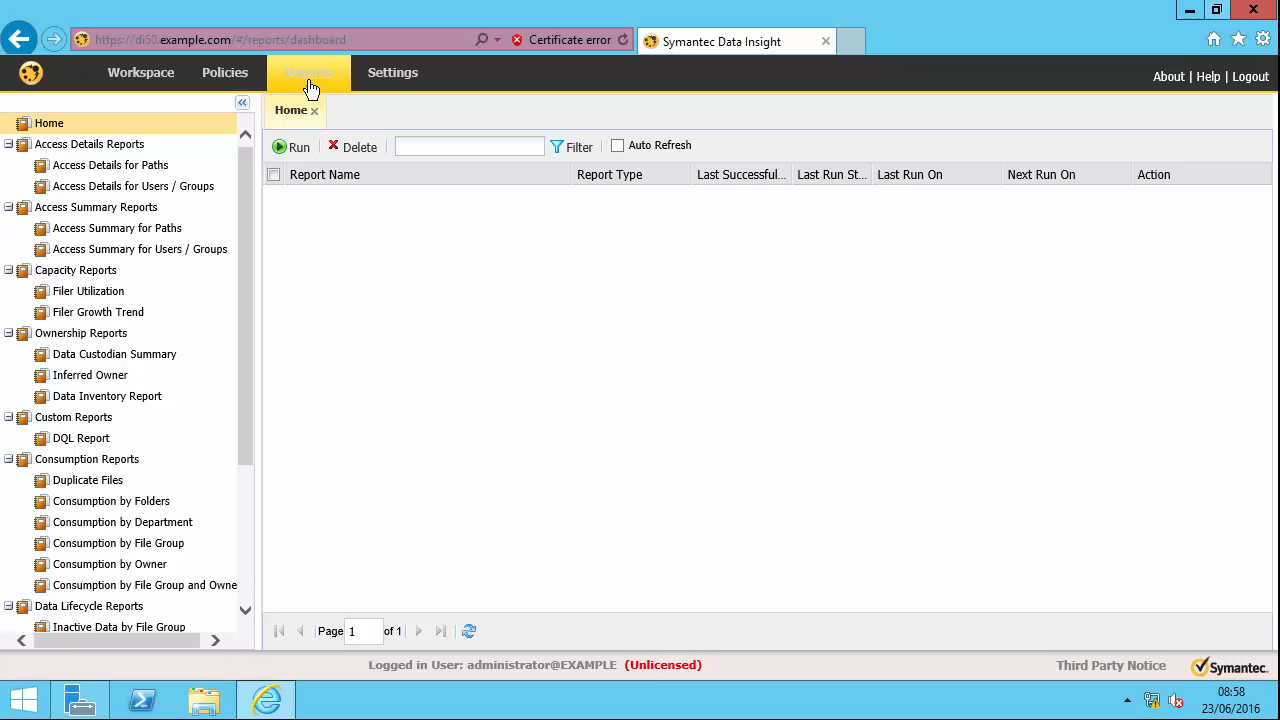 https://di50.example.com/#/reports/dashboard
Certificate error
Symantec Data Insight
Workspace
Policies
Reports
Settings
About | Help | Logout
Home
Home
Access Details Reports
Access Details for Paths
Access Details for Users / Groups
Access Summary Reports
Access Summary for Paths
Access Summary for Users / Groups
Capacity Reports
Filer Utilization
Filer Growth Trend
Ownership Reports
Data Custodian Summary
Inferred Owner
Data Inventory Report
Custom Reports
DQL Report
Consumption Reports
Duplicate Files
Consumption by Folders
Consumption by Department
Consumption by File Group
Consumption by Owner
Consumption by File Group and Owne
Data Lifecycle Reports
Inactive Data by File Group
Run
Delete
Filter
Auto Refresh
Report Name
Report Type
Last Successful...
Last Run St...
Last Run On
Next Run On
Action
Page 1 of 1
Logged in User: administrator@EXAMPLE (Unlicensed)
Third Party Notice
Symantec.
08:58
23/06/2016